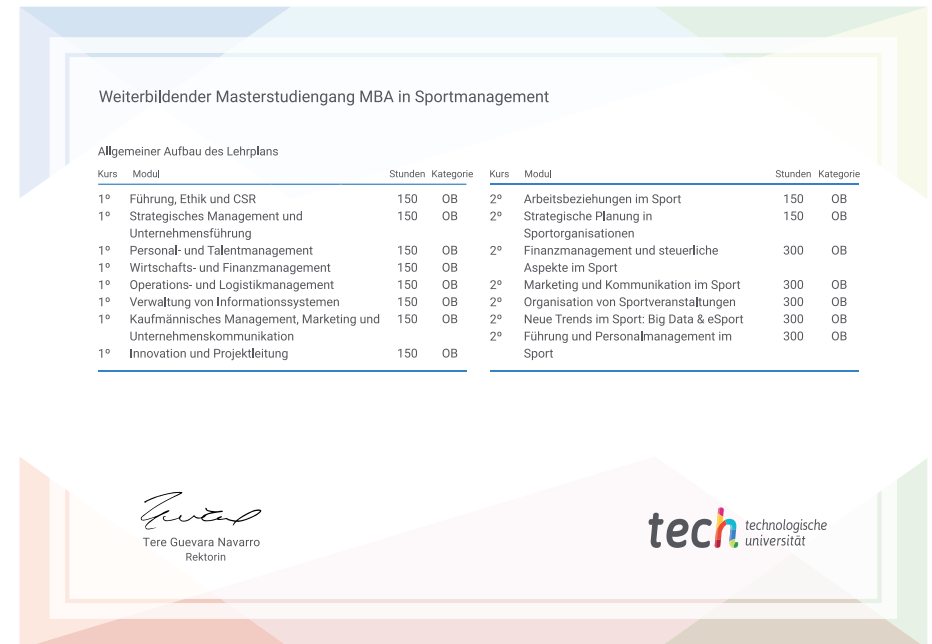 Weiterbildender Masterstudiengang MBA in Sportmanagement
Allgemeiner Aufbau des Lehrplans
Kurs Modul Stunden Kategorie
1º Führung, Ethik und CSR 150 OB
1º Strategisches Management und 150 OB
Unternehmensführung
1º Personal- und Talentmanagement 150 OB
1º Wirtschafts- und Finanzmanagement 150 OB
1º Operations- und Logistikmanagement 150 OB
1º Verwaltung von Informationssystemen 150 OB
1º Kaufmännisches Management, Marketing und 150 OB
Unternehmenskommunikation
1º Innovation und Projektleitung 150 OB
Kurs Modul Stunden Kategorie
2º Arbeitsbeziehungen im Sport 150 OB
2º Strategische Planung in 150 OB
Sportorganisationen
2º Finanzmanagement und steuerliche 300 OB
Aspekte im Sport
2º Marketing und Kommunikation im Sport 300 OB
2º Organisation von Sportveranstaltungen 300 OB
2º Neue Trends im Sport: Big Data & eSport 300 OB
2º Führung und Personalmanagement im 300 OB
Sport
Tere Guevara Navarro
Rektorin
tech technologische
universität